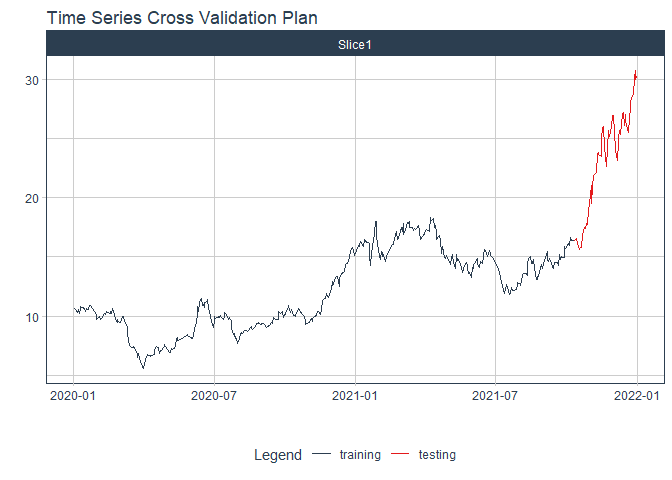 Time Series Cross Validation Plan
Slice1
30
20
10
2020-01 2020-07 2021-01 2021-07 2022-01
Legend training testing